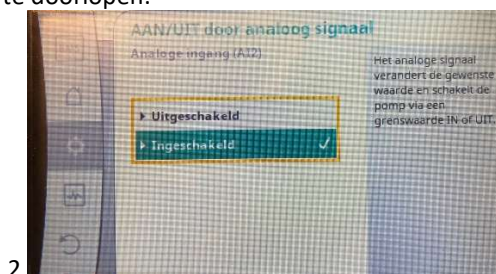 te doorlopen.
AAN/UIT door analoog signaal
Analoge ingang (AI2)
Het analoge signaal
verandert de gewenste
waarde en schakelt de
pomp via een
grenswaarde IN of UIT.
Uitgeschakeld
Ingeschakeld
2.